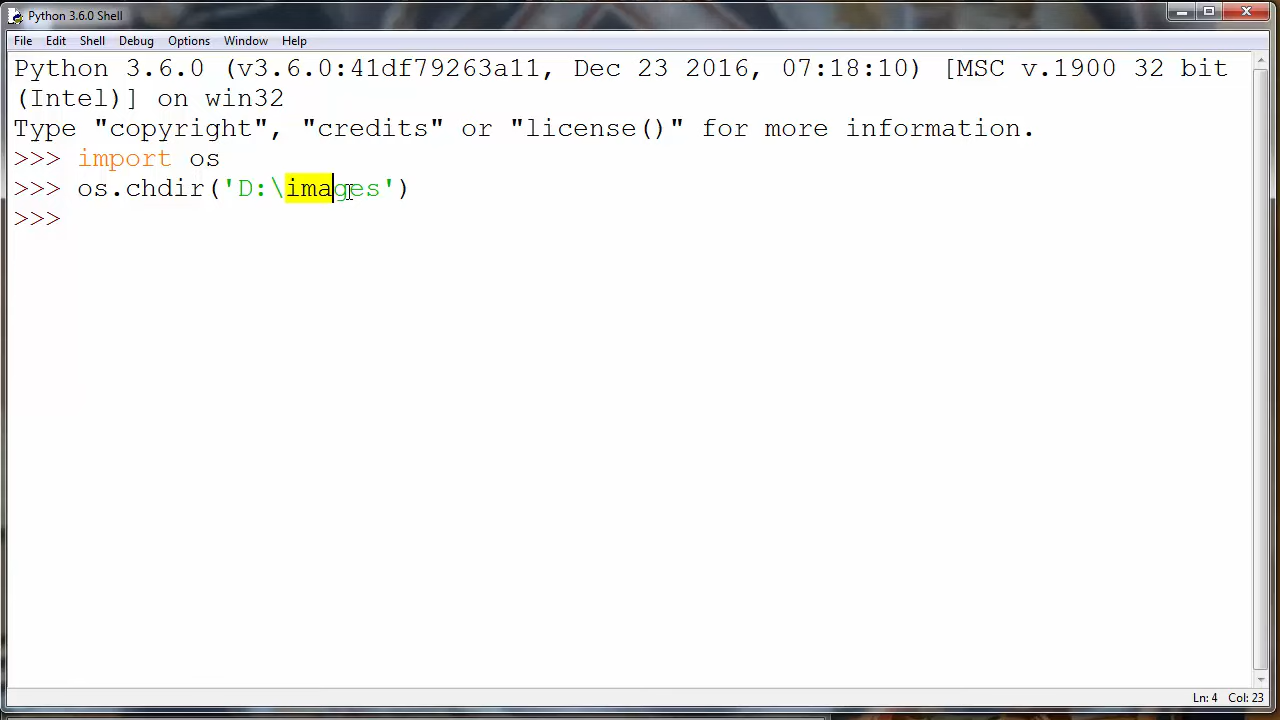 Python 3.6.0 Shell
File Edit Shell Debug Options Window Help
Python 3.6.0 (v3.6.0:41df79263a11, Dec 23 2016, 07:18:10) [MSC v.1900 32 bit
(Intel)] on win32
Type "copyright", "credits" or "license()" for more information.
>>> import os
>>> os.chdir('D:\images')
>>>
Ln: 4 Col: 23